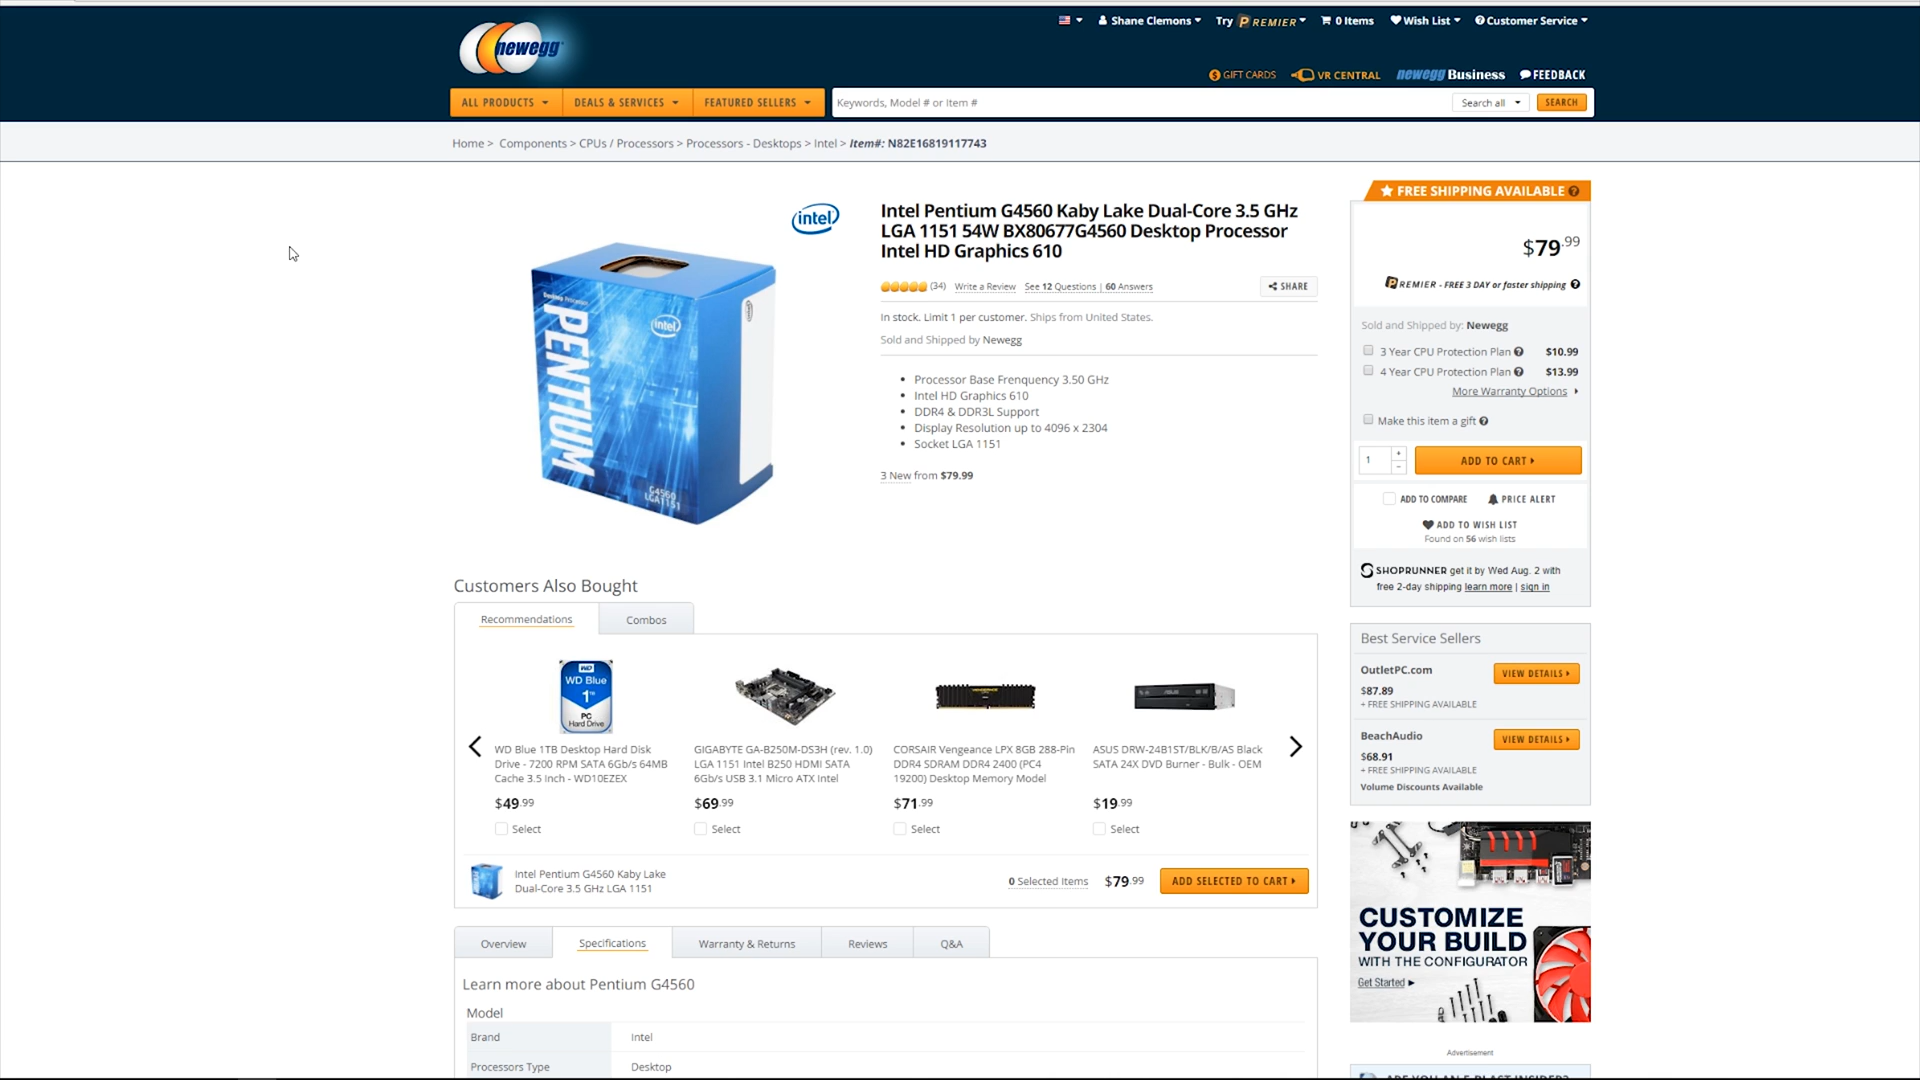 Shane Clemons
Try PREMIER
0 Items
Wish List
Customer Service
newegg
GIFT CARDS
VR CENTRAL
newegg Business
FEEDBACK
ALL PRODUCTS
DEALS & SERVICES
FEATURED SELLERS
Keywords, Model # or Item #
Search all
SEARCH
Home > Components > CPUs / Processors > Processors - Desktops > Intel > Item#: N82E16819117743
FREE SHIPPING AVAILABLE
intel
Intel Pentium G4560 Kaby Lake Dual-Core 3.5 GHz
LGA 1151 54W BX80677G4560 Desktop Processor
Intel HD Graphics 610
(34) Write a Review See 12 Questions | 60 Answers
SHARE
In stock. Limit 1 per customer. Ships from United States.
Sold and Shipped by Newegg
Processor Base Frenquency 3.50 GHz
Intel HD Graphics 610
DDR4 & DDR3L Support
Display Resolution up to 4096 x 2304
Socket LGA 1151
3 New from $79.99
Desktop Processor
intel
PENTIUM
G4560
LGA1151
$79.99
PREMIER - FREE 3 DAY or faster shipping
Sold and Shipped by: Newegg
3 Year CPU Protection Plan $10.99
4 Year CPU Protection Plan $13.99
More Warranty Options
Make this item a gift
1
+
-
ADD TO CART
ADD TO COMPARE
PRICE ALERT
ADD TO WISH LIST
Found on 56 wish lists
SHOPRUNNER get it by Wed Aug. 2 with
free 2-day shipping learn more | sign in
Customers Also Bought
Recommendations
Combos
WD
WD Blue
1TB
PC
Hard Drive
WD Blue 1TB Desktop Hard Disk
Drive - 7200 RPM SATA 6Gb/s 64MB
Cache 3.5 Inch - WD10EZEX
$49.99
Select
GIGABYTE GA-B250M-DS3H (rev. 1.0)
LGA 1151 Intel B250 HDMI SATA
6Gb/s USB 3.1 Micro ATX Intel
$69.99
Select
VENGEANCE
CORSAIR Vengeance LPX 8GB 288-Pin
DDR4 SDRAM DDR4 2400 (PC4
19200) Desktop Memory Model
$71.99
Select
ASUS DRW-24B1ST/BLK/B/AS Black
SATA 24X DVD Burner - Bulk - OEM
$19.99
Select
Intel Pentium G4560 Kaby Lake
Dual-Core 3.5 GHz LGA 1151
0 Selected Items
$79.99
ADD SELECTED TO CART
Best Service Sellers
OutletPC.com
$87.89
+ FREE SHIPPING AVAILABLE
VIEW DETAILS
BeachAudio
$68.91
+ FREE SHIPPING AVAILABLE
Volume Discounts Available
VIEW DETAILS
CUSTOMIZE
YOUR BUILD
WITH THE CONFIGURATOR
Get Started
Advertisement
Overview
Specifications
Warranty & Returns
Reviews
Q&A
Learn more about Pentium G4560
Model
Brand Intel
Processors Type Desktop